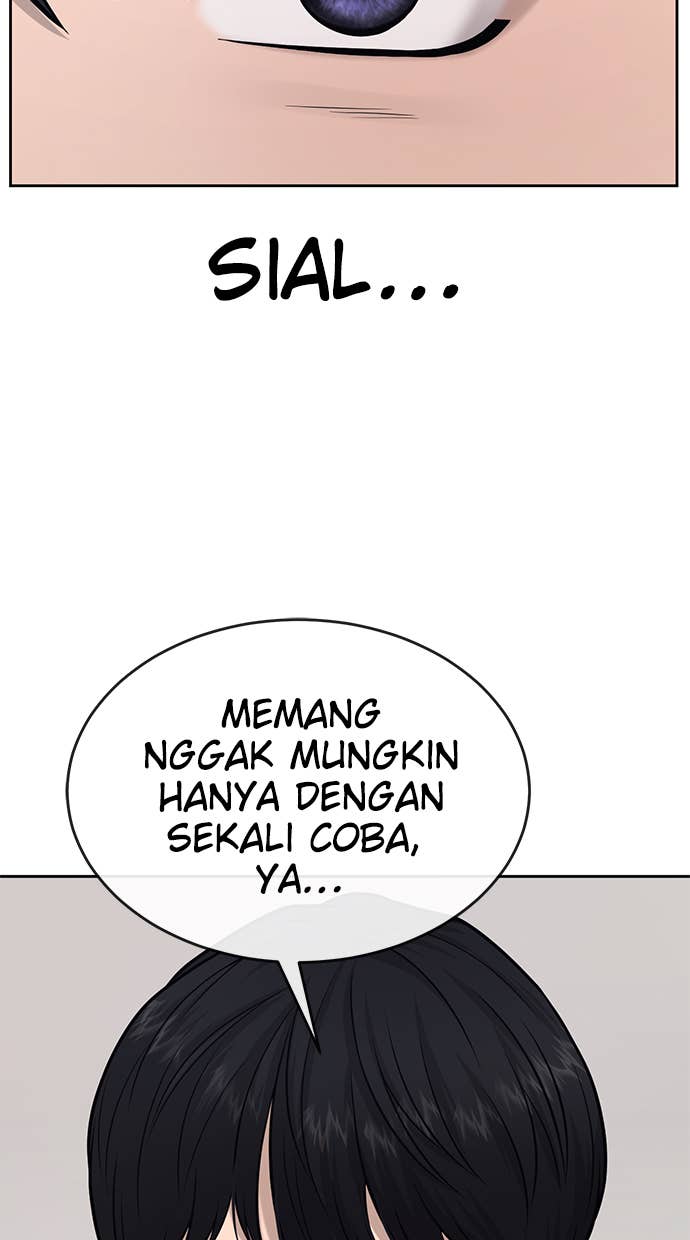 SIAL...
MEMANG
NGGAK MUNGKIN
HANYA DENGAN
SEKALI COBA,
YA...